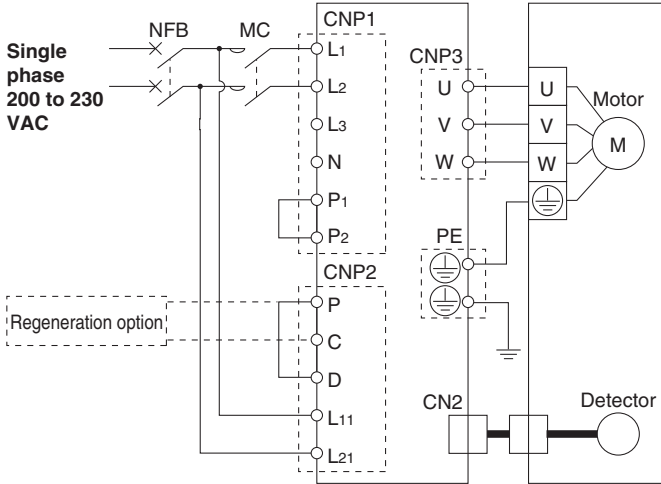 NFB
MC
CNP1
Single
phase
200 to 230
VAC
L1
L2
L3
N
P1
P2
CNP3
U
V
W
U
V
W
Motor
M
PE
CNP2
Regeneration option
P
C
D
L11
L21
CN2
Detector